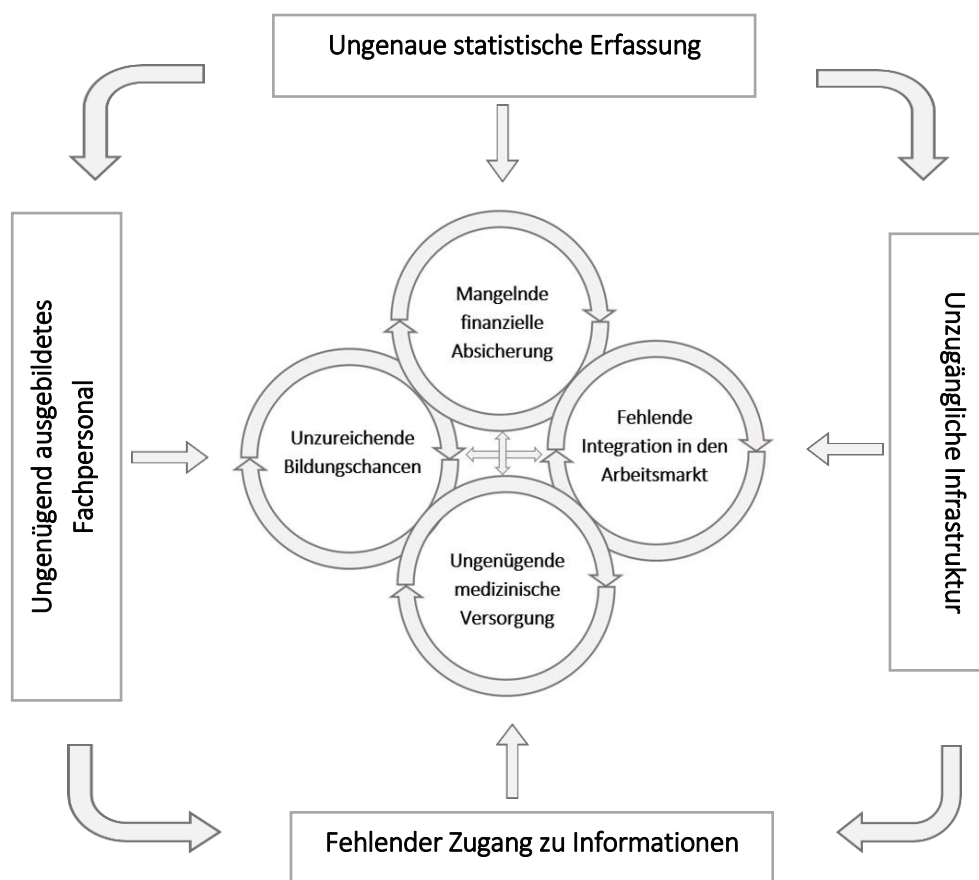 Ungenaue statistische Erfassung
Ungenügend ausgebildetes
Fachpersonal
Mangelnde
finanzielle
Absicherung
Unzureichende
Bildungschancen
Fehlende
Integration in den
Arbeitsmarkt
Ungenügende
medizinische
Versorgung
Unzugängliche Infrastruktur
Fehlender Zugang zu Informationen